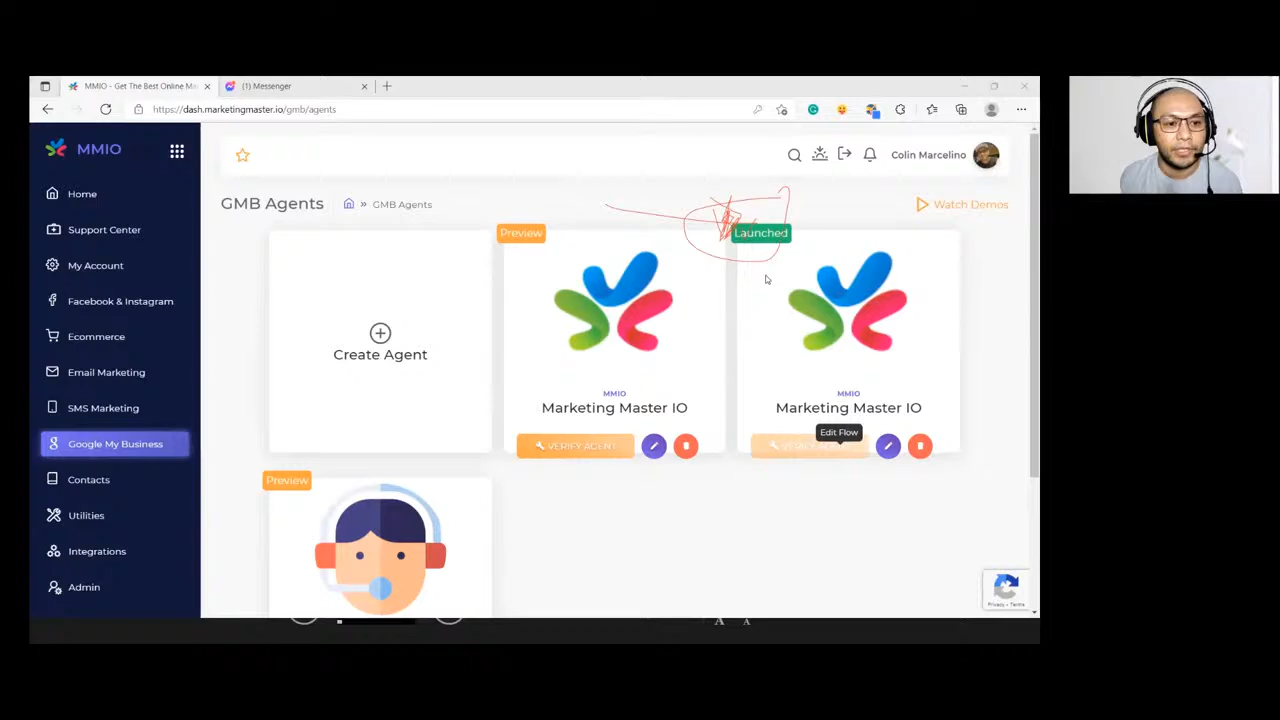 MMIO - Get The Best Online Ma
(1) Messenger
https://dash.marketingmaster.io/gmb/agents
MMIO
Colin Marcelino
Home
Support Center
My Account
Facebook & Instagram
Ecommerce
Email Marketing
SMS Marketing
Google My Business
Contacts
Utilities
Integrations
Admin
GMB Agents
» GMB Agents
Watch Demos
Create Agent
Preview
MMIO
Marketing Master IO
VERIFY AGENT
Launched
MMIO
Marketing Master IO
Edit Flow
Preview
Privacy - Terms
A A